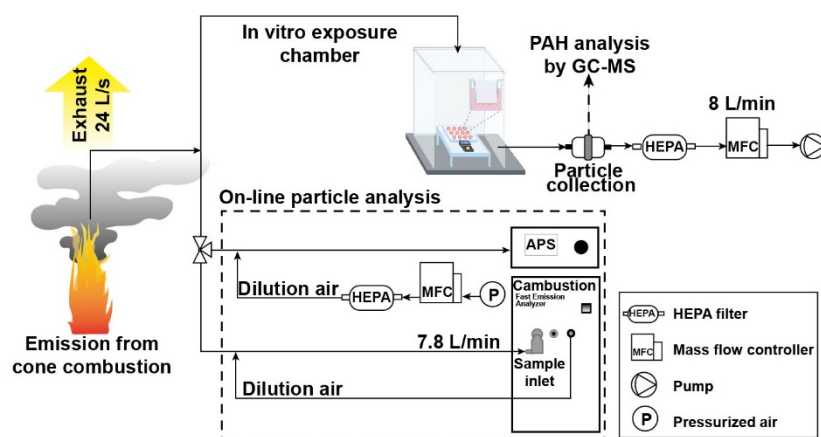 In vitro exposure
chamber
PAH analysis
by GC-MS
8 L/min
Exhaust
24 L/s
HEPA
MFC
Particle
collection
On-line particle analysis
APS
Dilution air
HEPA
MFC
P
Cambustion
Fast Emission
Analyzer
Emission from
cone combustion
7.8 L/min
Sample
inlet
Dilution air
HEPA
HEPA filter
MFC
Mass flow controller
Pump
P
Pressurized air